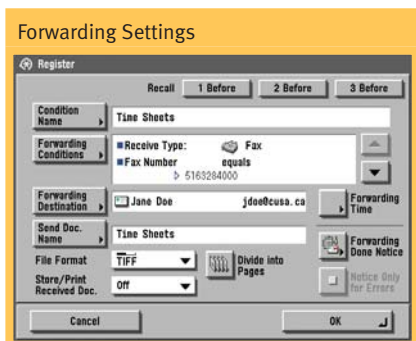 Forwarding Settings
Register
Recall 1 Before 2 Before 3 Before
Condition Name Time Sheets
Forwarding Conditions
Receive Type: Fax
Fax Number equals
5163284000
Forwarding Destination Jane Doe jdoe@cusa.ca Forwarding Time
Send Doc. Name Time Sheets
Forwarding Done Notice
File Format TIFF Divide into Pages
Store/Print Received Doc. Off
Notice Only for Errors
Cancel OK